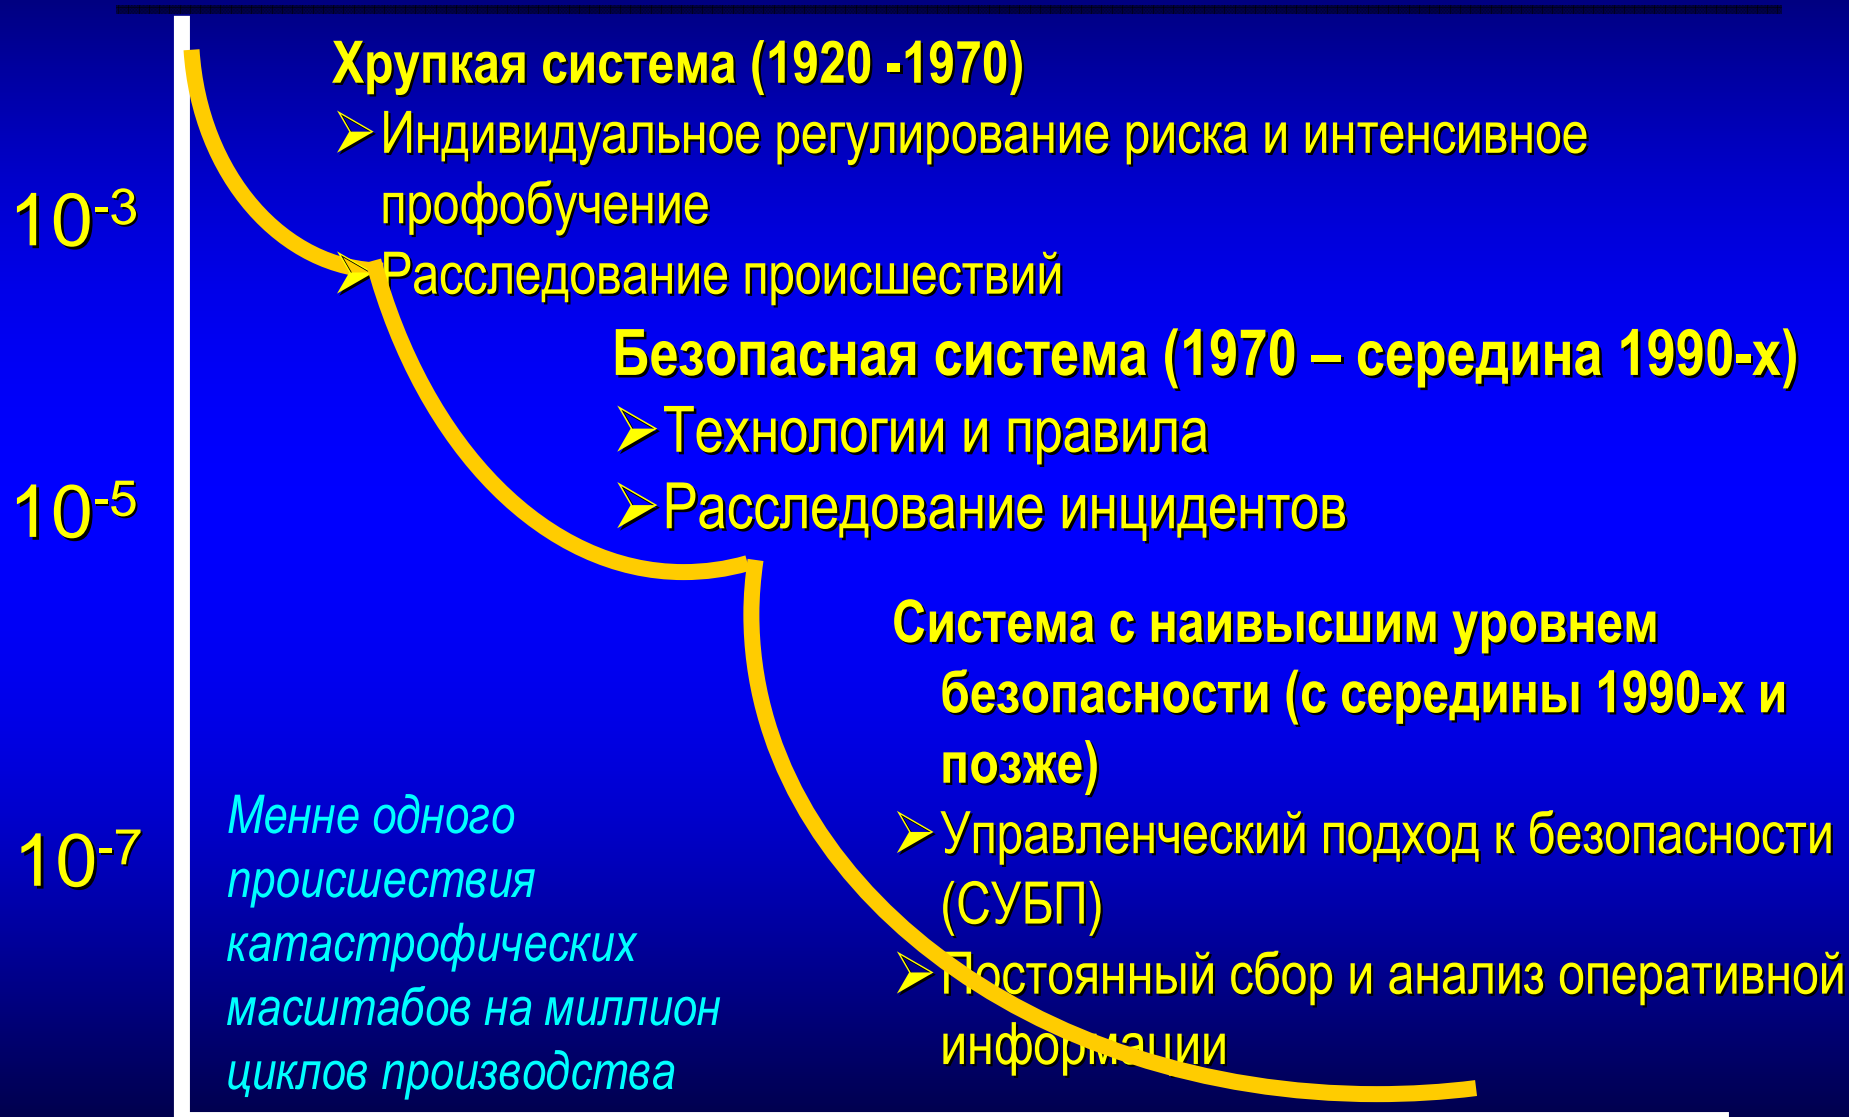 Хрупкая система (1920 -1970)
Индивидуальное регулирование риска и интенсивное
профобучение
10-3
Расследование происшествий
Безопасная система (1970 – середина 1990-х)
Технологии и правила
Расследование инцидентов
10-5
Система с наивысшим уровнем
безопасности (с середины 1990-х и
позже)
Управленческий подход к безопасности
(СУБП)
Постоянный сбор и анализ оперативной
информации
10-7
Менне одного
происшествия
катастрофических
масштабов на миллион
циклов производства